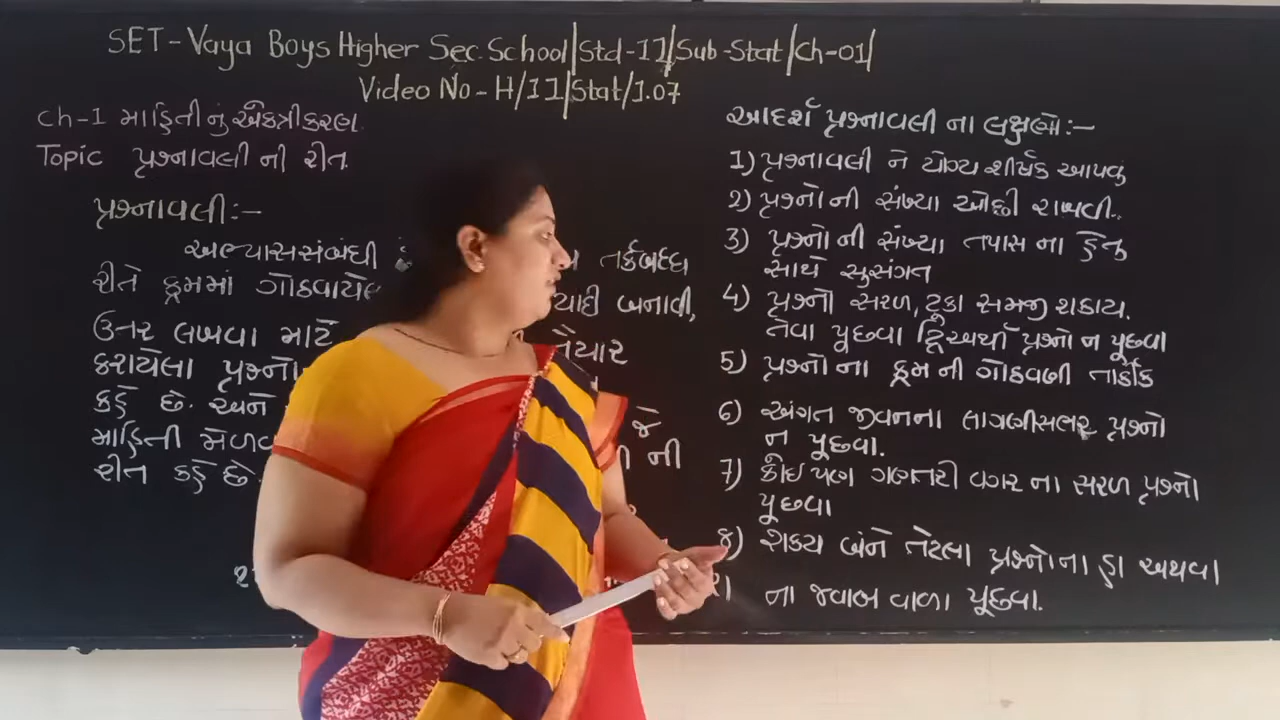 SET-Vaya Boys Higher Sec. School|Std-11|Sub-Stat|Ch-01|
Video No-H/11|Stat/1.07
Ch-1 માહિતીનું એકત્રીકરણ
Topic પ્રશ્નાવલી ની રીત.
પ્રશ્નાવલી:-
અભ્યાસસંબંધી તર્કબધ્ધ
રીતે ક્રમમાં ગોઠવાયેલ યાદી બનાવી,
ઉત્તર લખવા માટે તૈયાર
કરાયેલા પ્રશ્નો
કહે છે. અને જે
માહિતી મેળવ ની
રીત કહે છે.
આદર્શ પ્રશ્નાવલી ના લક્ષણો:-
1) પ્રશ્નાવલી ને યોગ્ય શીર્ષક આપવું
2) પ્રશ્નો ની સંખ્યા ઓછી રાખવી.
3) પ્રશ્નો ની સંખ્યા તપાસ ના હેતુ
સાથે સુસંગત
4) પ્રશ્નો સરળ, ટૂંકા સમજી શકાય.
તેવા પૂછવા દ્વિઅર્થી પ્રશ્નો ન પૂછવા
5) પ્રશ્નો ના ક્રમ ની ગોઠવણી તાર્કીક
6) અંગત જીવનના લાગણીસભર પ્રશ્નો
ન પૂછવા.
7) કોઈ પણ ગણતરી વગર ના સરળ પ્રશ્નો
પૂછવા
8) શક્ય બંને તેટલા પ્રશ્નો ના હા અથવા
ના જવાબ વાળા પૂછવા.